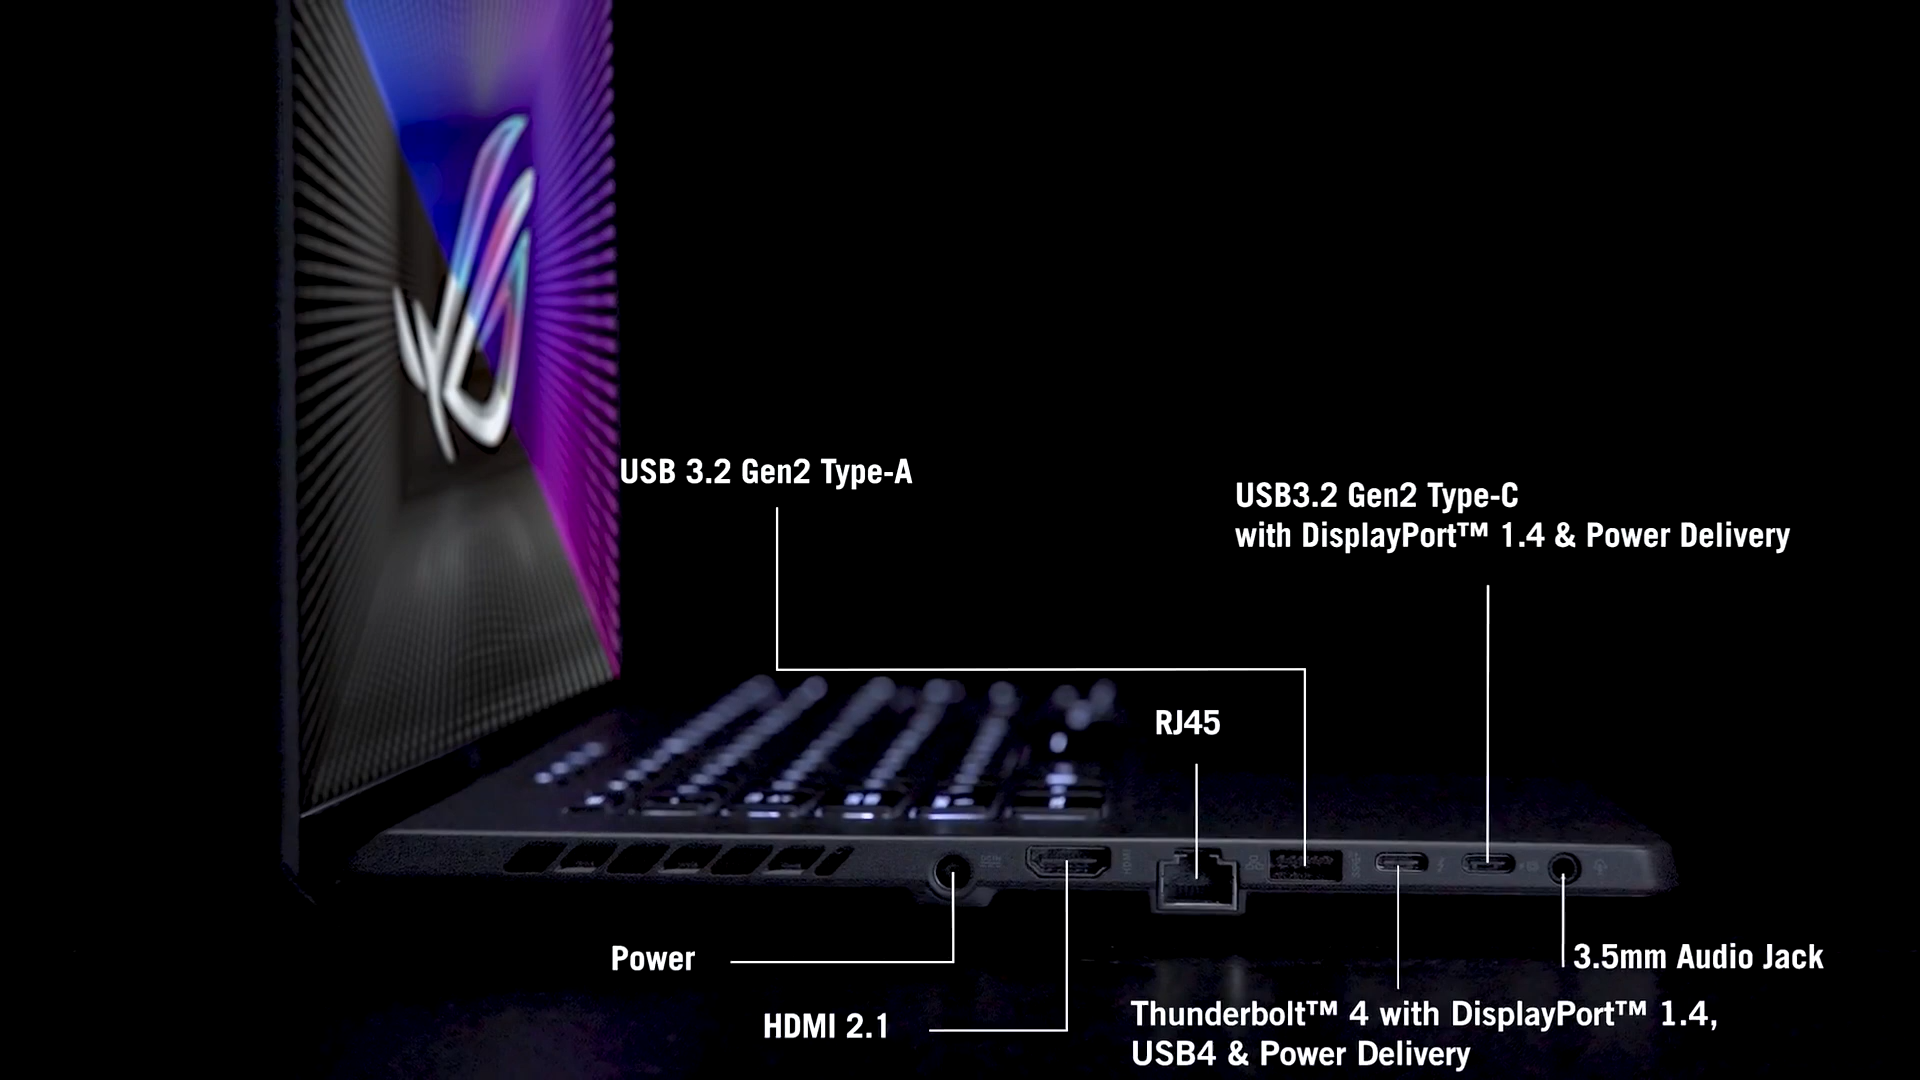 USB 3.2 Gen2 Type-A
USB3.2 Gen2 Type-C
with DisplayPort™ 1.4 & Power Delivery
RJ45
Power
HDMI 2.1
3.5mm Audio Jack
Thunderbolt™ 4 with DisplayPort™ 1.4,
USB4 & Power Delivery